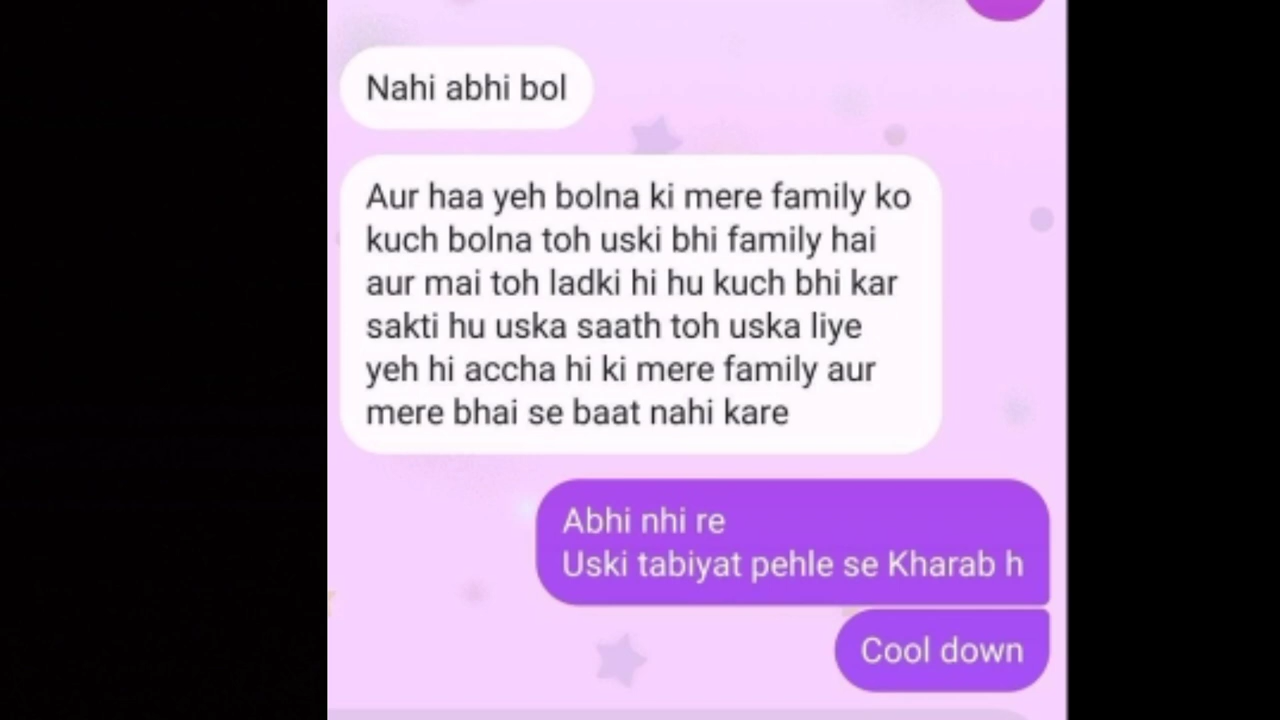 Nahi abhi bol
Aur haa yeh bolna ki mere family ko
kuch bolna toh uski bhi family hai
aur mai toh ladki hi hu kuch bhi kar
sakti hu uska saath toh uska liye
yeh hi accha hi ki mere family aur
mere bhai se baat nahi kare
Abhi nhi re
Uski tabiyat pehle se Kharab h
Cool down